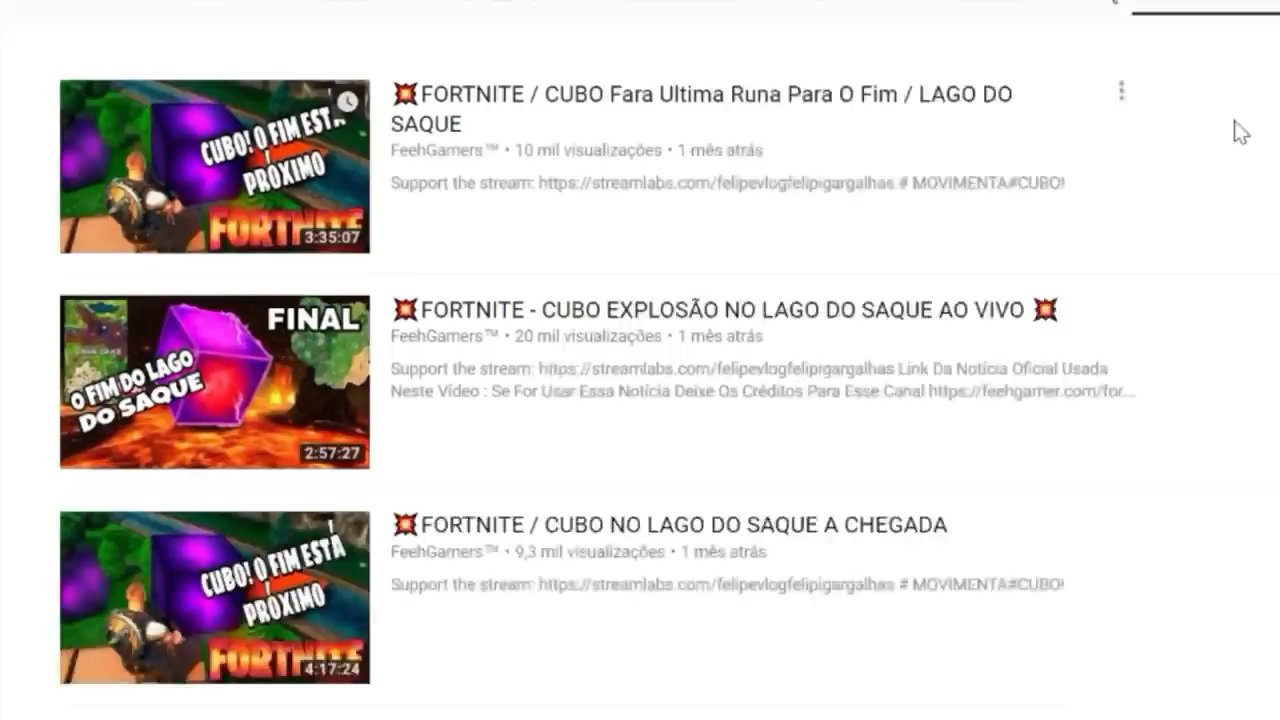 CUBO! O FIM ESTÁ
PRÓXIMO
FORTNITE
3:35:07
💥FORTNITE / CUBO Fara Ultima Runa Para O Fim / LAGO DO
SAQUE
FeehGamers™ • 10 mil visualizações • 1 mês atrás
Support the stream: https://streamlabs.com/felipevlogfelipigargalhas # MOVIMENTA#CUBO!
FINAL
O FIM DO LAGO
DO SAQUE
2:57:27
💥FORTNITE - CUBO EXPLOSÃO NO LAGO DO SAQUE AO VIVO 💥
FeehGamers™ • 20 mil visualizações • 1 mês atrás
Support the stream: https://streamlabs.com/felipevlogfelipigargalhas Link Da Notícia Oficial Usada
Neste Vídeo : Se For Usar Essa Notícia Deixe Os Créditos Para Esse Canal https://feehgamer.com/for...
CUBO! O FIM ESTÁ
PRÓXIMO
FORTNITE
4:17:24
💥FORTNITE / CUBO NO LAGO DO SAQUE A CHEGADA
FeehGamers™ • 9,3 mil visualizações • 1 mês atrás
Support the stream: https://streamlabs.com/felipevlogfelipigargalhas # MOVIMENTA#CUBO!